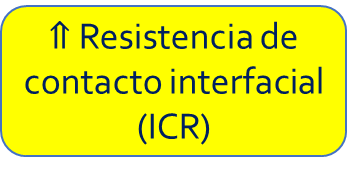 ⇑ Resistencia de
contacto interfacial
(ICR)